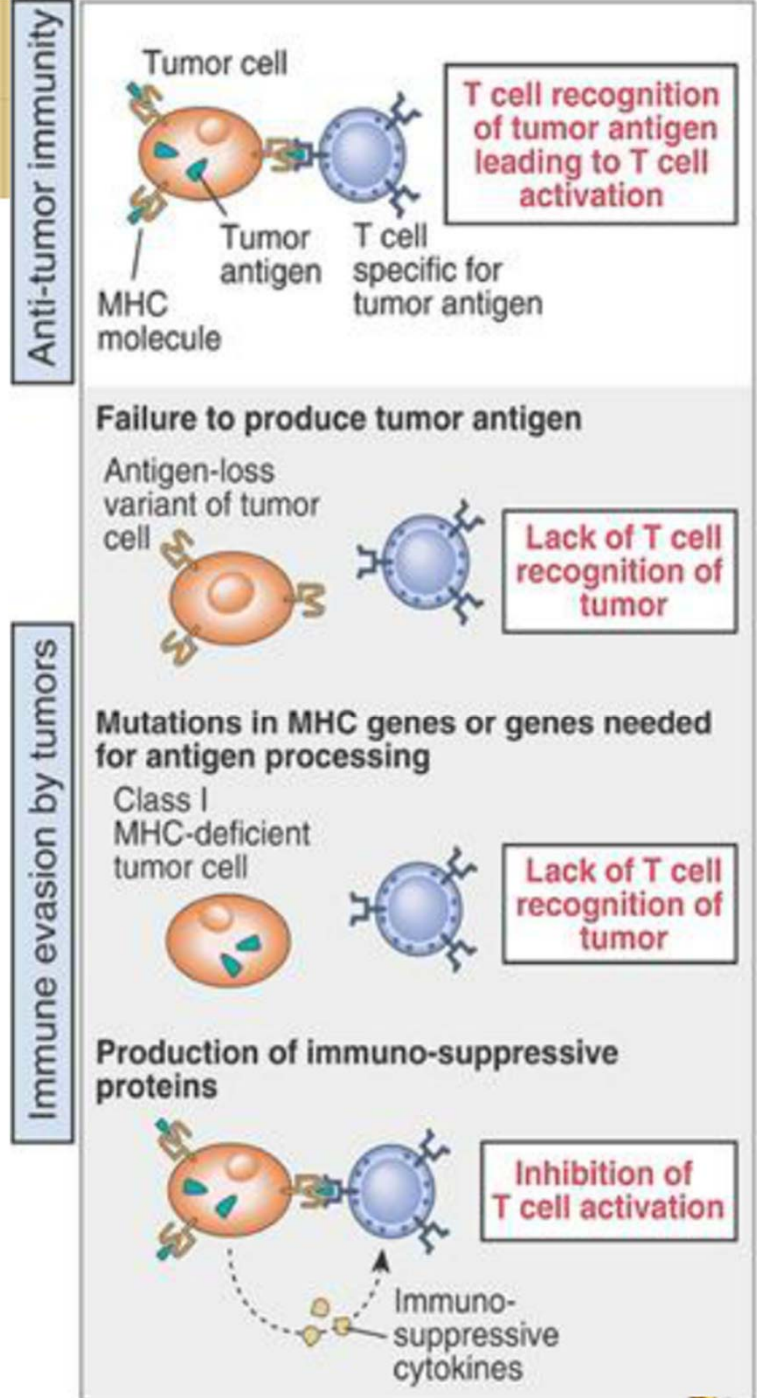 Anti-tumor immunity
Tumor cell
T cell recognition
of tumor antigen
leading to T cell
activation
Tumor
antigen
T cell
specific for
tumor antigen
MHC
molecule
Immune evasion by tumors
Failure to produce tumor antigen
Antigen-loss
variant of tumor
cell
Lack of T cell
recognition of
tumor
Mutations in MHC genes or genes needed
for antigen processing
Class I
MHC-deficient
tumor cell
Lack of T cell
recognition of
tumor
Production of immuno-suppressive
proteins
Inhibition of
T cell activation
Immuno-
suppressive
cytokines